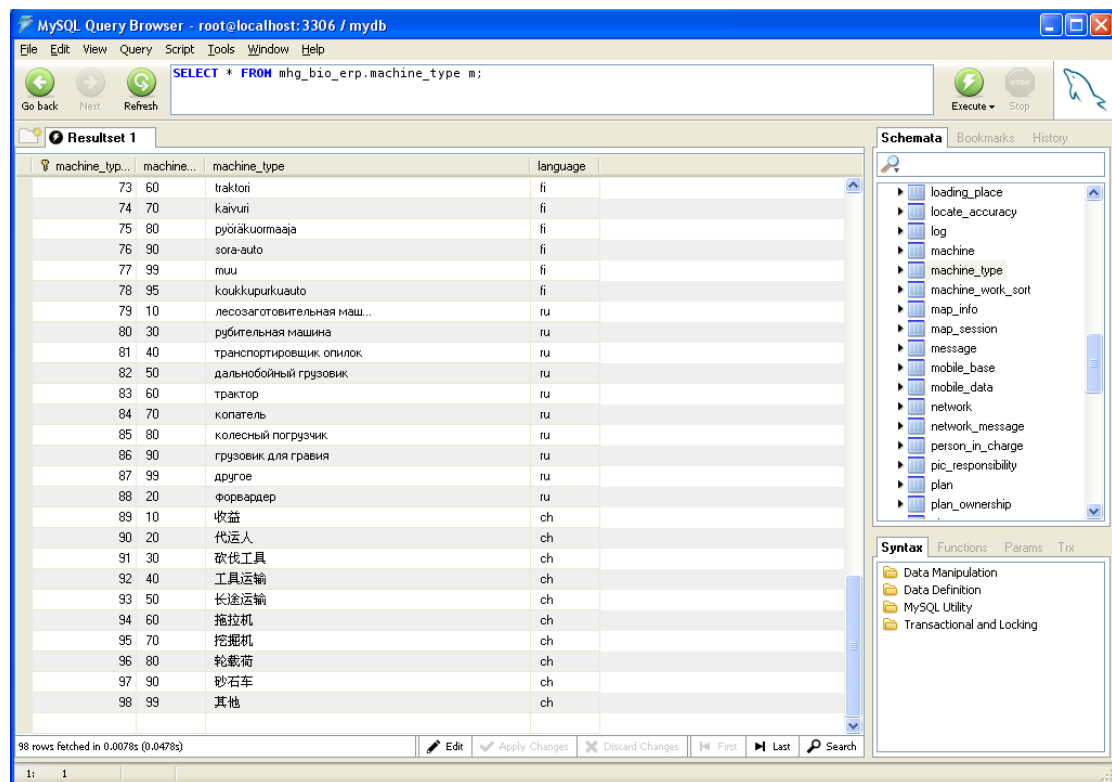 MySQL Query Browser - root@localhost:3306 / mydb
File Edit View Query Script Tools Window Help
SELECT * FROM mhg_bio_erp.machine_type m;
Go back Next Refresh Execute Stop
STOP
Resultset 1
machine_typ... machine... machine_type language
73 60 traktori fi
74 70 kaivuri fi
75 80 pyöräkuormaaja fi
76 90 sora-auto fi
77 99 muu fi
78 95 koukkupurkuauto fi
79 10 лесозаготовительная маш... ru
80 30 рубительная машина ru
81 40 транспортировщик опилок ru
82 50 дальнобойный грузовик ru
83 60 трактор ru
84 70 копатель ru
85 80 колесный погрузчик ru
86 90 грузовик для гравия ru
87 99 другое ru
88 20 форвардер ru
89 10 收益 ch
90 20 代运人 ch
91 30 砍伐工具 ch
92 40 工具运输 ch
93 50 长途运输 ch
94 60 拖拉机 ch
95 70 挖掘机 ch
96 80 轮载荷 ch
97 90 砂石车 ch
98 99 其他 ch
98 rows fetched in 0.0078s (0.0478s) Edit Apply Changes Discard Changes First Last Search
1: 1
Schemata Bookmarks History
loading_place
locate_accuracy
log
machine
machine_type
machine_work_sort
map_info
map_session
message
mobile_base
mobile_data
network
network_message
person_in_charge
pic_responsibility
plan
plan_ownership
Syntax Functions Params Trx
Data Manipulation
Data Definition
MySQL Utility
Transactional and Locking